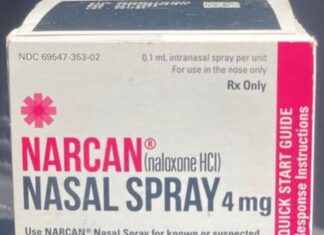 NDC 69547-353-02
0.1 mL intranasal spray per unit
For use in the nose only
Rx Only
NARCAN® (naloxone HCl)
NASAL SPRAY 4 mg
Use NARCAN® Nasal Spray for known or suspected
QUICK START GUIDE
Response Instructions